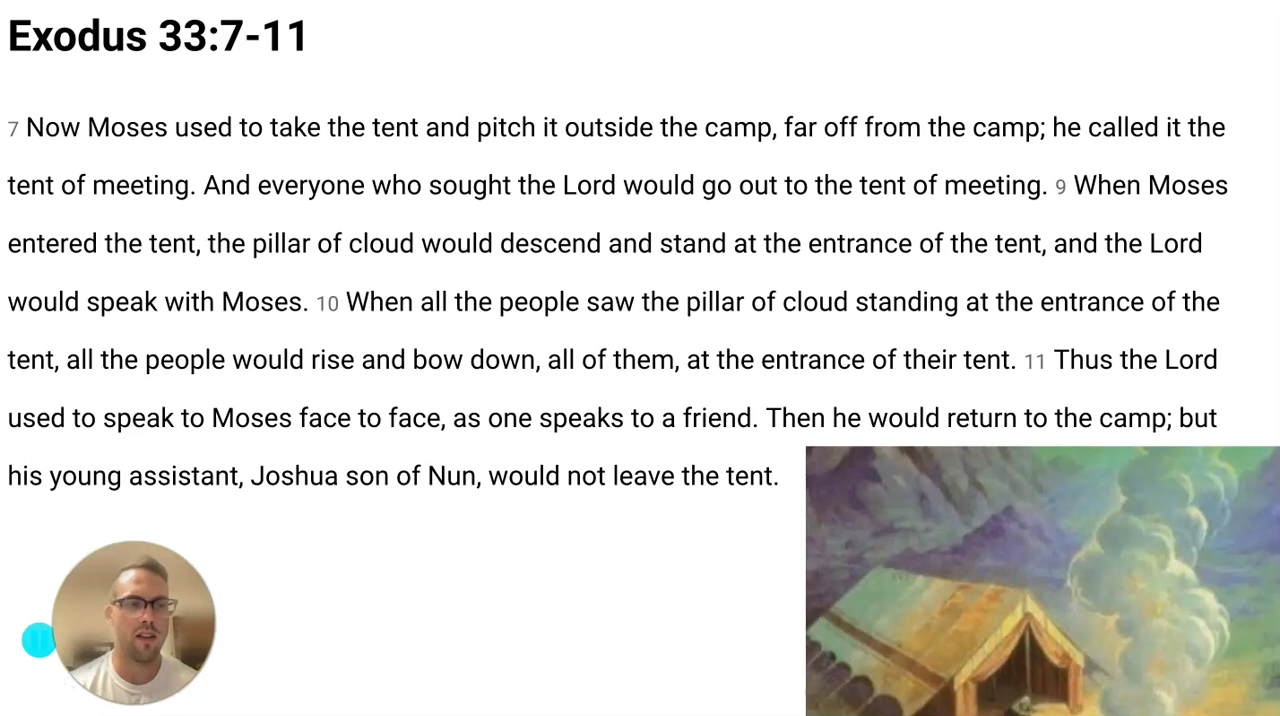 Exodus 33:7-11
7 Now Moses used to take the tent and pitch it outside the camp, far off from the camp; he called it the
tent of meeting. And everyone who sought the Lord would go out to the tent of meeting. 9 When Moses
entered the tent, the pillar of cloud would descend and stand at the entrance of the tent, and the Lord
would speak with Moses. 10 When all the people saw the pillar of cloud standing at the entrance of the
tent, all the people would rise and bow down, all of them, at the entrance of their tent. 11 Thus the Lord
used to speak to Moses face to face, as one speaks to a friend. Then he would return to the camp; but
his young assistant, Joshua son of Nun, would not leave the tent.